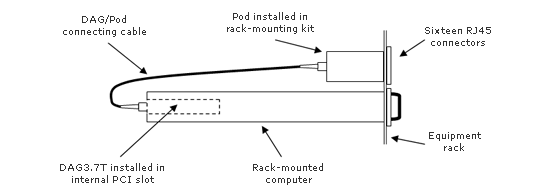 DAG/Pod
connecting cable
Pod installed in
rack-mounting kit
Sixteen RJ45
connectors
DAG3.7T installed in
internal PCI slot
Rack-mounted
computer
Equipment
rack